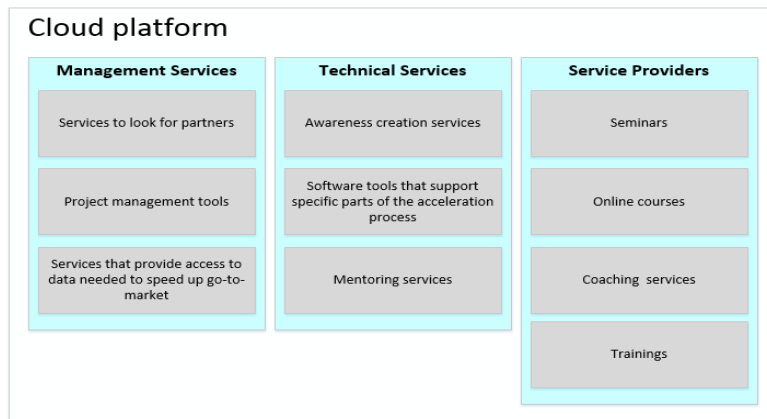 Cloud platform
Management Services
Services to look for partners
Project management tools
Services that provide access to
data needed to speed up go-to-
market
Technical Services
Awareness creation services
Software tools that support
specific parts of the acceleration
process
Mentoring services
Service Providers
Seminars
Online courses
Coaching services
Trainings